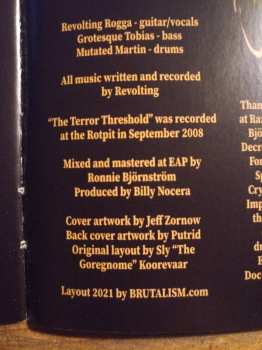 Revolting Rogga - guitar/vocals
Grotesque Tobias - bass
Mutated Martin - drums
All music written and recorded
by Revolting
"The Terror Threshold" was recorded
at the Rotpit in September 2008
Mixed and mastered at EAP by
Ronnie Björnström
Produced by Billy Nocera
Cover artwork by Jeff Zornow
Back cover artwork by Putrid
Original layout by Sly "The
Goregnome" Koorevaar
Layout 2021 by BRUTALISM.com